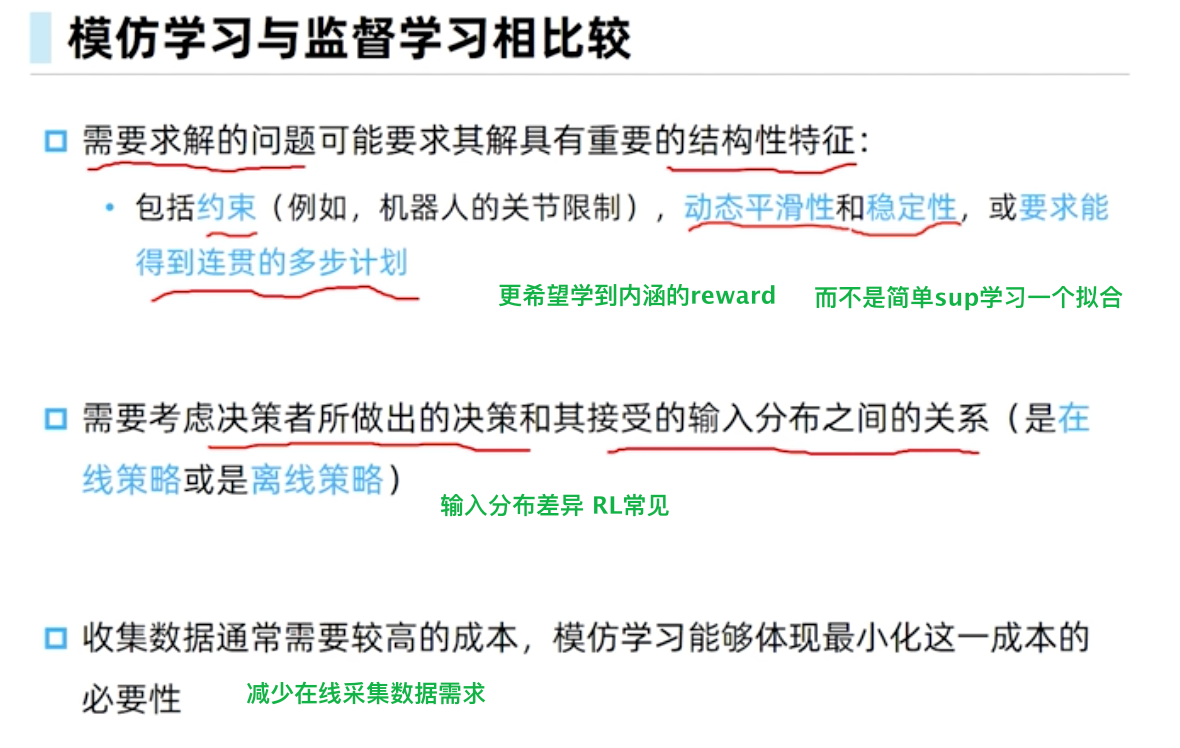 模仿学习与监督学习相比较
需要求解的问题可能要求其解具有重要的结构性特征：
包括约束（例如，机器人的关节限制），动态平滑性和稳定性，或要求能
得到连贯的多步计划
更希望学到内涵的reward 而不是简单sup学习一个拟合
需要考虑决策者所做出的决策和其接受的输入分布之间的关系（是在
线策略或是离线策略）
输入分布差异 RL常见
收集数据通常需要较高的成本，模仿学习能够体现最小化这一成本的
必要性
减少在线采集数据需求